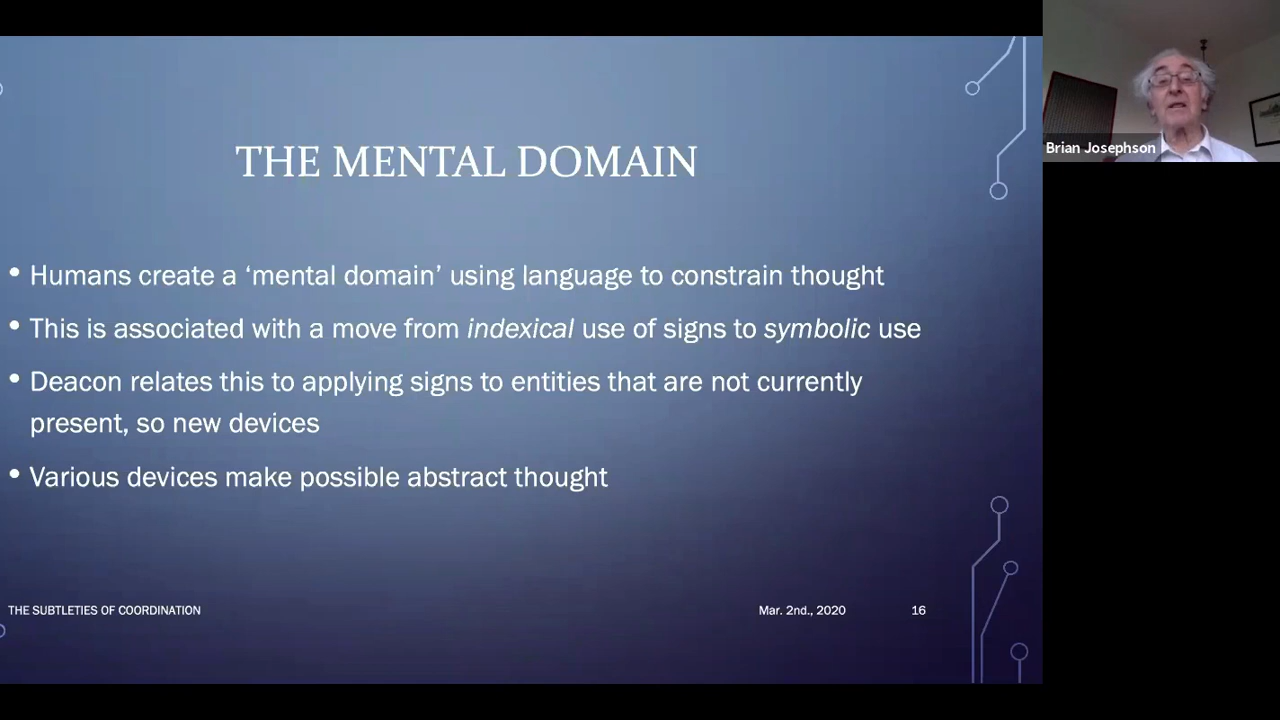 THE MENTAL DOMAIN
• Humans create a ‘mental domain’ using language to constrain thought
• This is associated with a move from indexical use of signs to symbolic use
• Deacon relates this to applying signs to entities that are not currently
present, so new devices
• Various devices make possible abstract thought
THE SUBTLETIES OF COORDINATION
Mar. 2nd., 2020
16
Brian Josephson